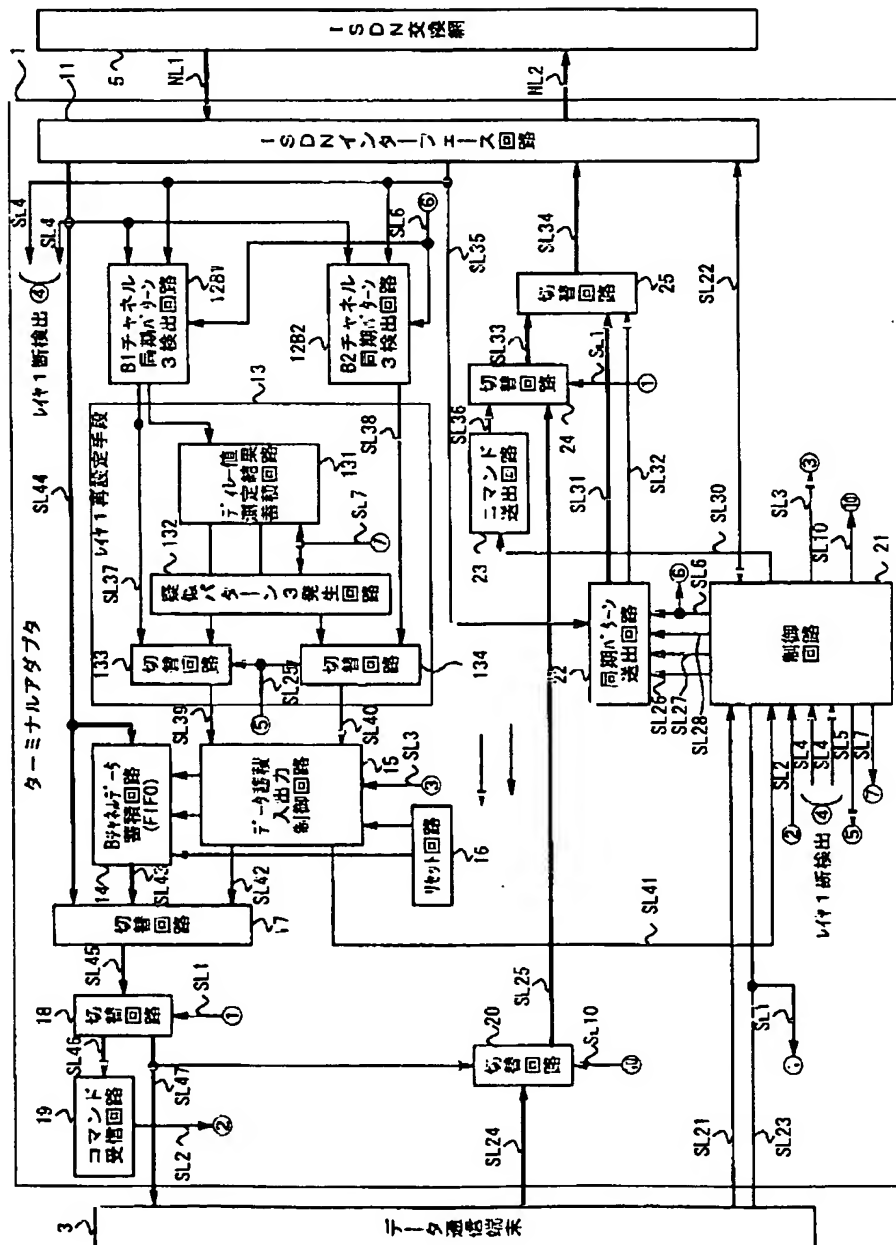 ターミナルアダプタ
1
11
ISDN交換網
5
NL1
NL2
ISDNインターフェース回路
SL4
SL4
レイヤ1断検出 ④
SL44
B1チャネル
同期パターン
3検出回路
12B1
B2チャネル
同期パターン
3検出回路
12B2
SL6
⑥
SL35
13
レイヤ1再設定手段
SL37
SL38
ディレー値
測定結果
蓄積回路
131
132
SL7
⑦
疑似パターン3発生回路
133
切替回路
切替回路
134
SL25
⑤
SL39
SL40
Bチャネルデータ
蓄積回路
(FIFO)
14
データ蓄積
入出力
制御回路
15
SL3
③
リセット回路
16
SL43
SL42
SL41
切替回路
17
SL45
18
切替回路
SL1
①
SL46
SL47
19
コマンド
受信回路
SL2
②
20
切替回路
SL10
⑩
SL25
SL24
SL34
切替回路
25
SL33
SL1
切替回路
24
①
SL36
コマンド
送出回路
23
SL31
SL32
SL22
SL30
同期パターン
送出回路
22
SL26
SL27
SL28
⑥
SL6
SL3
③
SL10
⑩
21
制御
回路
SL2
SL4
SL4
SL5
SL7
②
④
レイヤ1断検出
⑤
⑦
SL1
SL21
SL23
3
データ通信端末